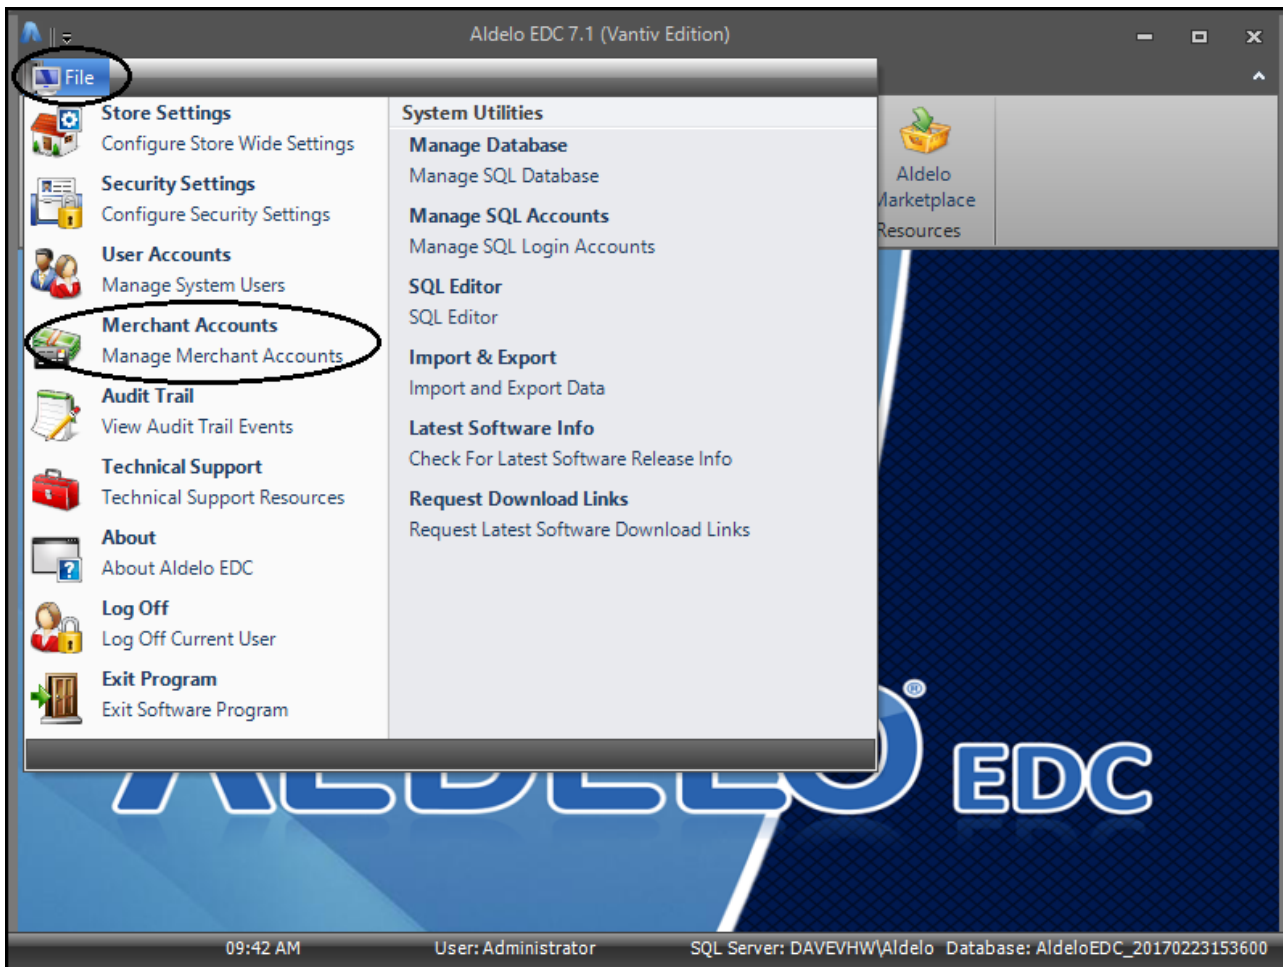 Aldelo EDC 7.1 (Vantiv Edition)
File
Store Settings
Configure Store Wide Settings
Security Settings
Configure Security Settings
User Accounts
Manage System Users
Merchant Accounts
Manage Merchant Accounts
Audit Trail
View Audit Trail Events
Technical Support
Technical Support Resources
About
About Aldelo EDC
Log Off
Log Off Current User
Exit Program
Exit Software Program
System Utilities
Manage Database
Manage SQL Database
Manage SQL Accounts
Manage SQL Login Accounts
SQL Editor
SQL Editor
Import & Export
Import and Export Data
Latest Software Info
Check For Latest Software Release Info
Request Download Links
Request Latest Software Download Links
Aldelo
Marketplace
Resources
ALDELO® EDC
09:42 AM User: Administrator SQL Server: DAVEVHW\Aldelo Database: AldeloEDC_20170223153600